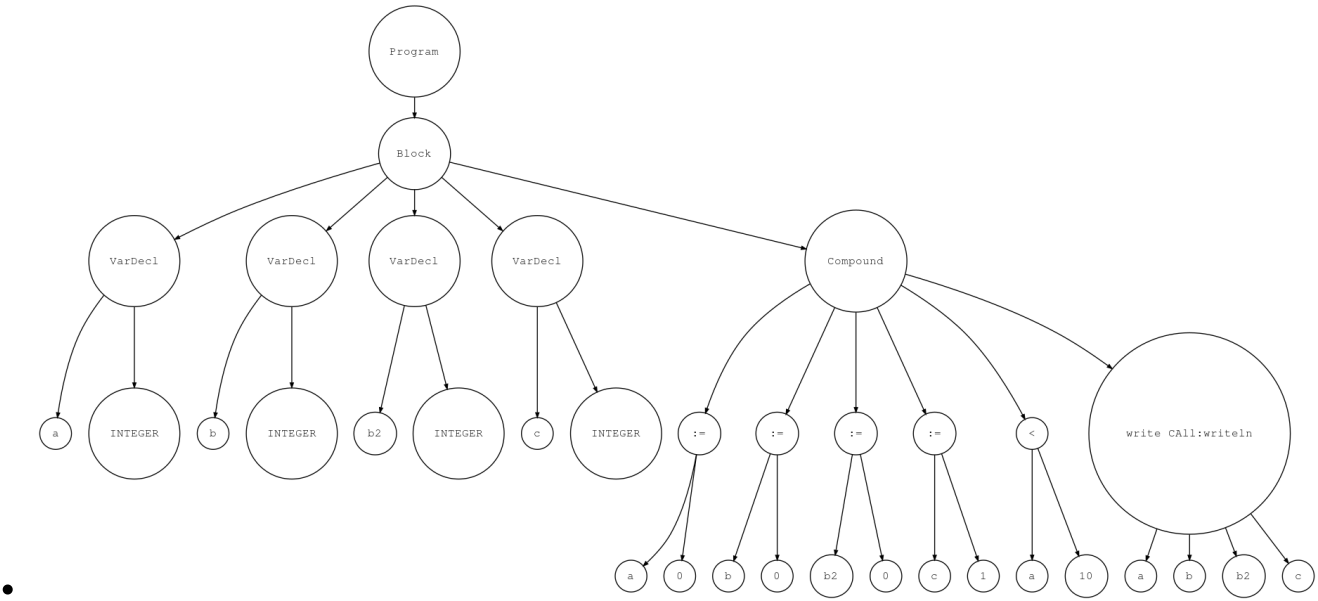 Program
Block
VarDecl VarDecl VarDecl VarDecl Compound
a INTEGER b INTEGER b2 INTEGER c INTEGER := := := := < write CAll:writeln
a 0 b 0 b2 0 c 1 a 10 a b b2 c